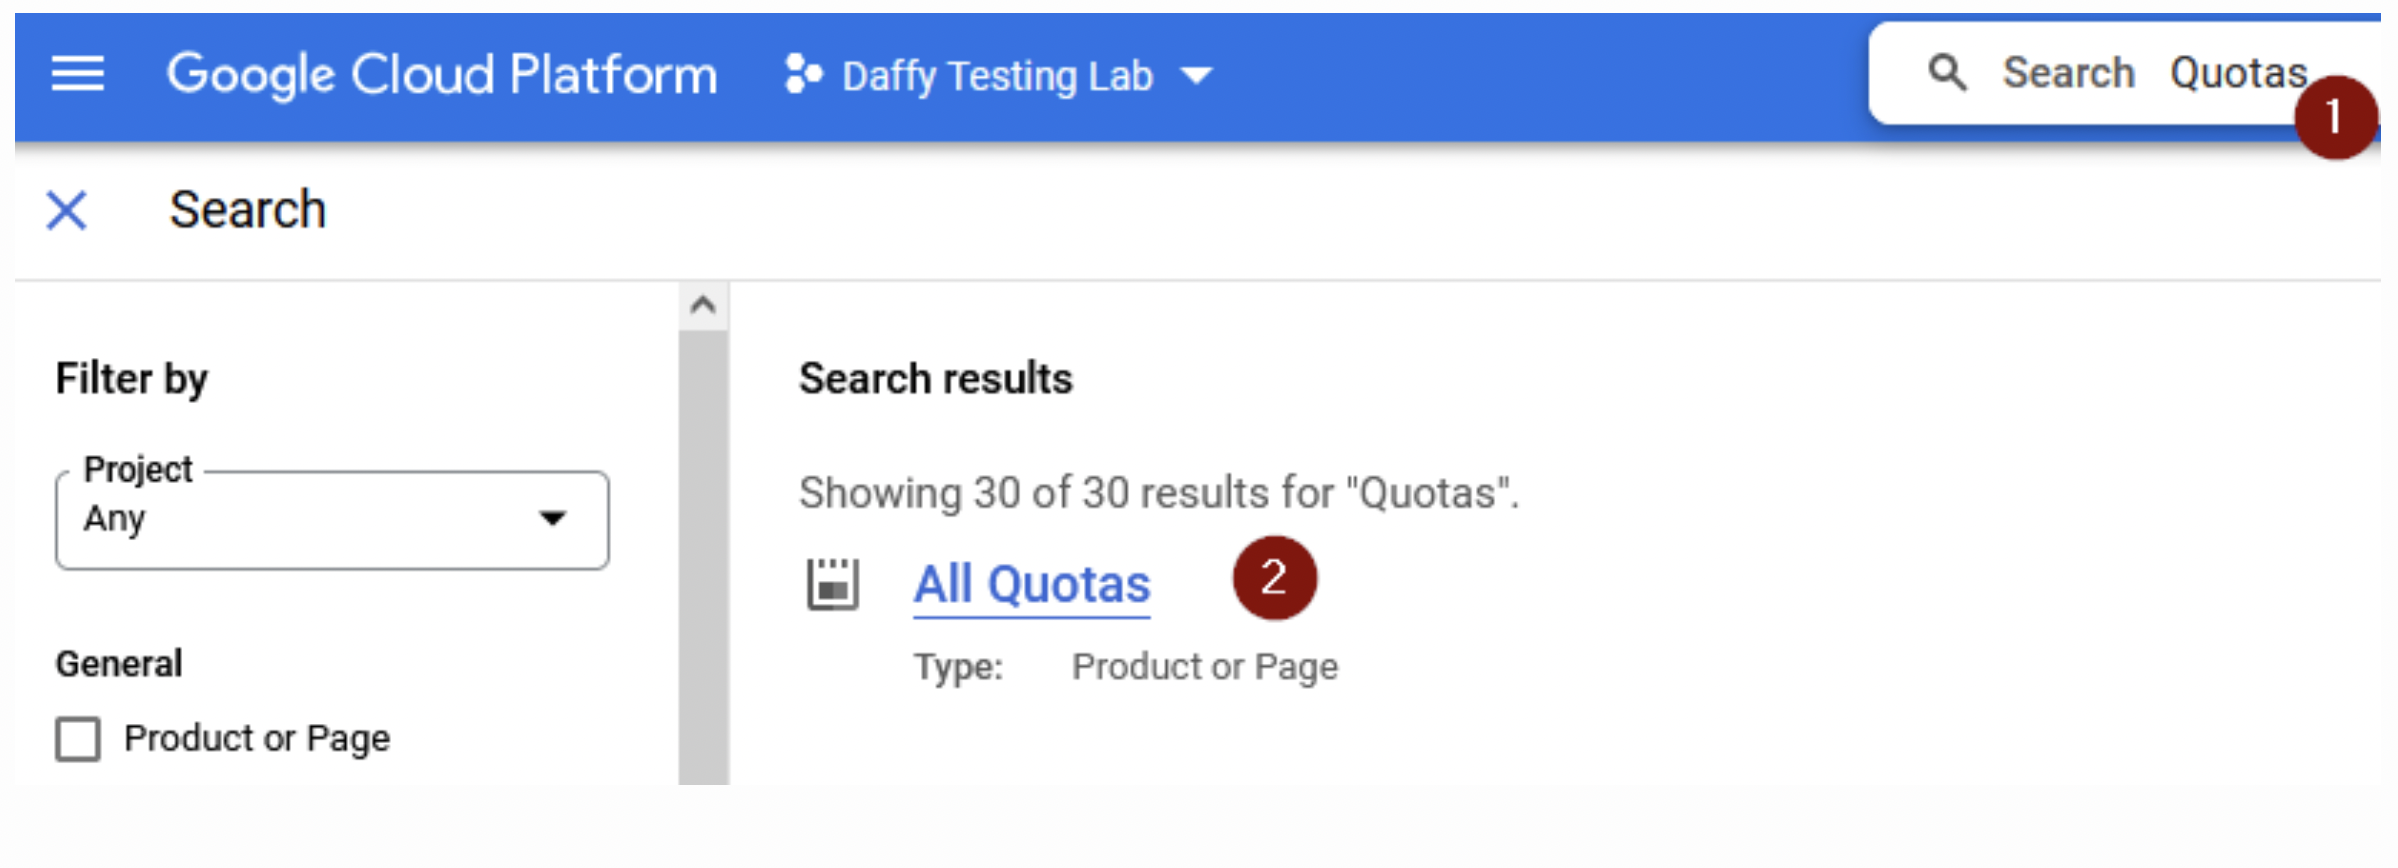 Google Cloud Platform Daffy Testing Lab Search Quotas
1
Search
Filter by
Project
Any
General
Product or Page
Search results
Showing 30 of 30 results for "Quotas".
All Quotas 2
Type: Product or Page